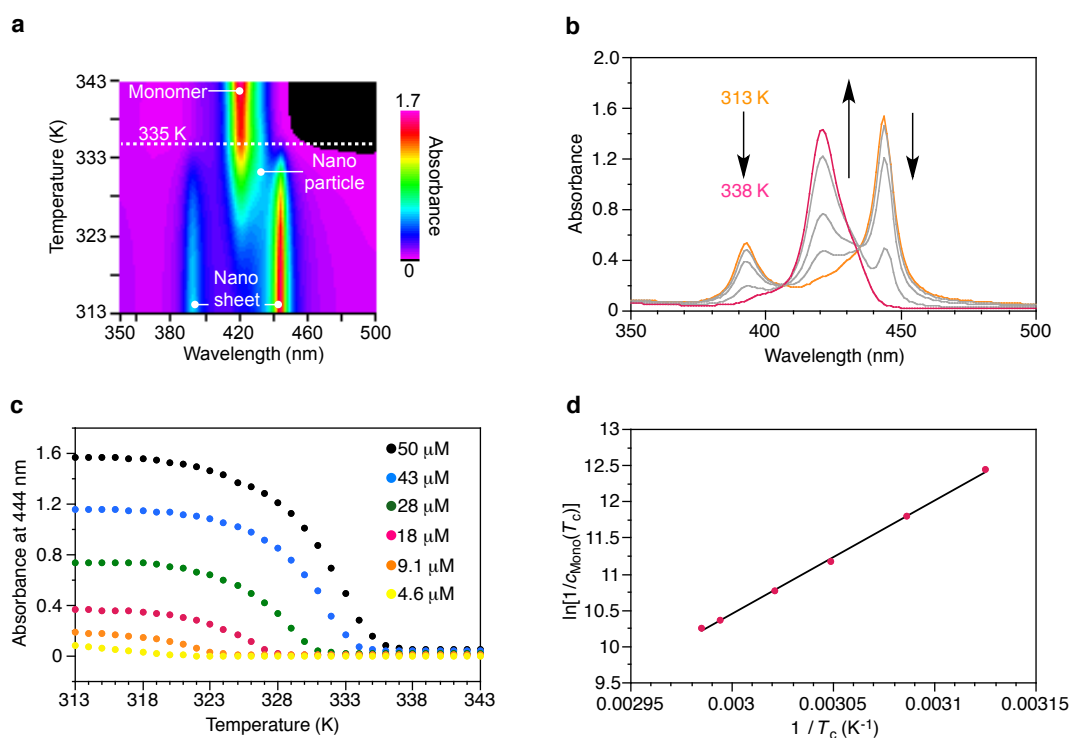 a
343
333
323
313
Temperature (K)
Monomer
335 K
Nano
particle
Nano
sheet
350
380
420
460
500
Wavelength (nm)
1.7
0
Absorbance
b
2.0
1.6
1.2
0.8
0.4
0
Absorbance
313 K
338 K
350
400
450
500
Wavelength (nm)
c
1.6
1.2
0.8
0.4
0
Absorbance at 444 nm
50 μM
43 μM
28 μM
18 μM
9.1 μM
4.6 μM
313
318
323
328
333
338
343
Temperature (K)
d
13
12.5
12
11.5
11
10.5
10
9.5
ln[1/cMono(Tc)]
0.00295
0.003
0.00305
0.0031
0.00315
1 / Tc (K-1)